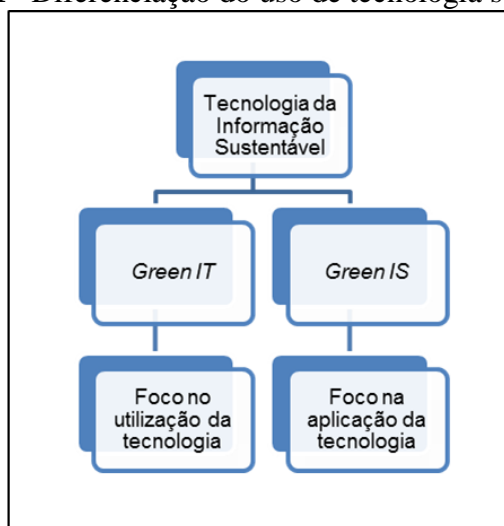 Diferenciação do uso de tecnologia
Tecnologia da
Informação
Sustentável
Green IT
Green IS
Foco no
utilização da
tecnologia
Foco na
aplicação da
tecnologia